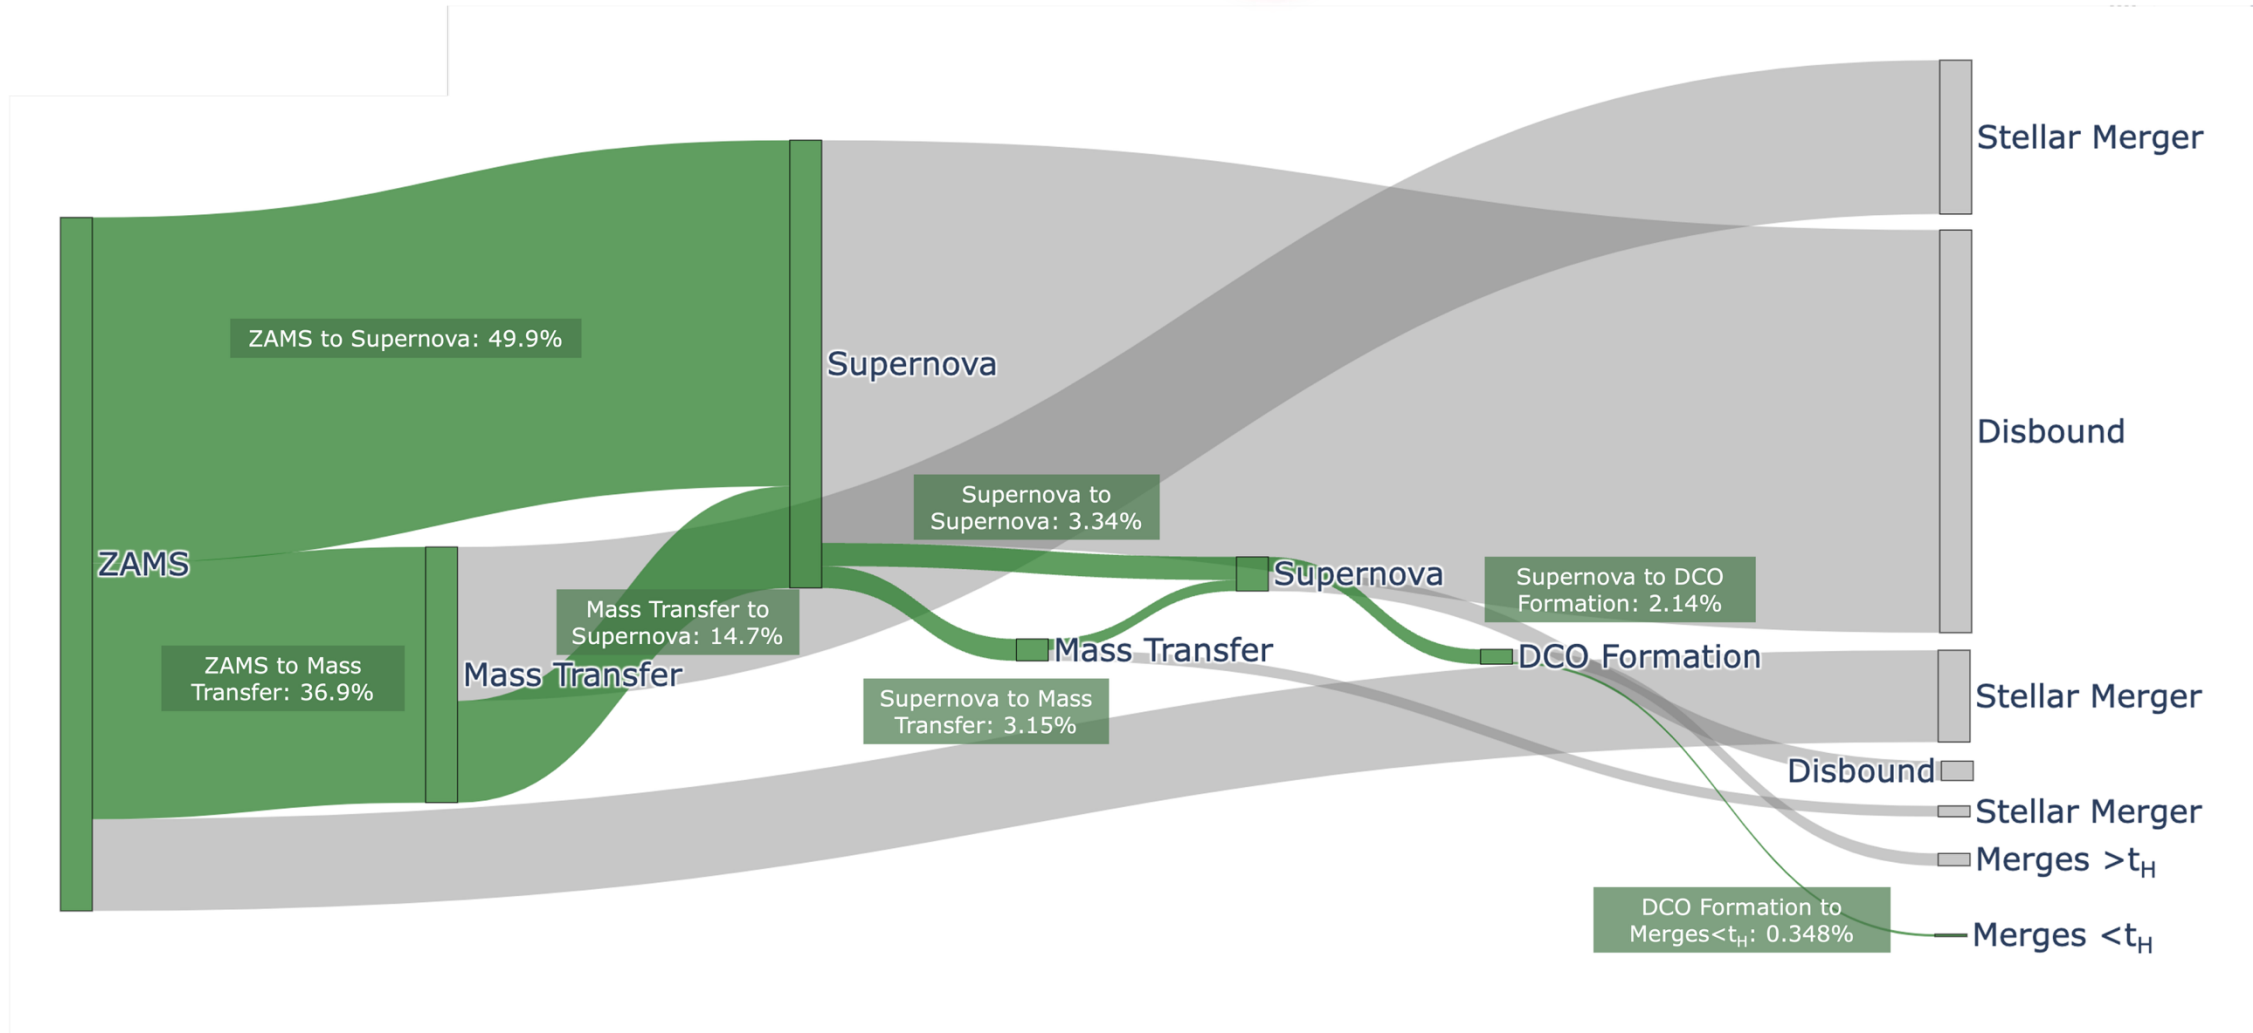 Stellar Merger
ZAMS to Supernova: 49.9%
Supernova
Disbound
Supernova to
Supernova: 3.34%
ZAMS
Supernova
Supernova to DCO
Formation: 2.14%
Mass Transfer to
Supernova: 14.7%
ZAMS to Mass
Transfer: 36.9%
Mass Transfer
Mass Transfer
DCO Formation
Supernova to Mass
Transfer: 3.15%
Stellar Merger
Disbound
Stellar Merger
Merges >tH
DCO Formation to
Merges<tH: 0.348%
Merges <tH